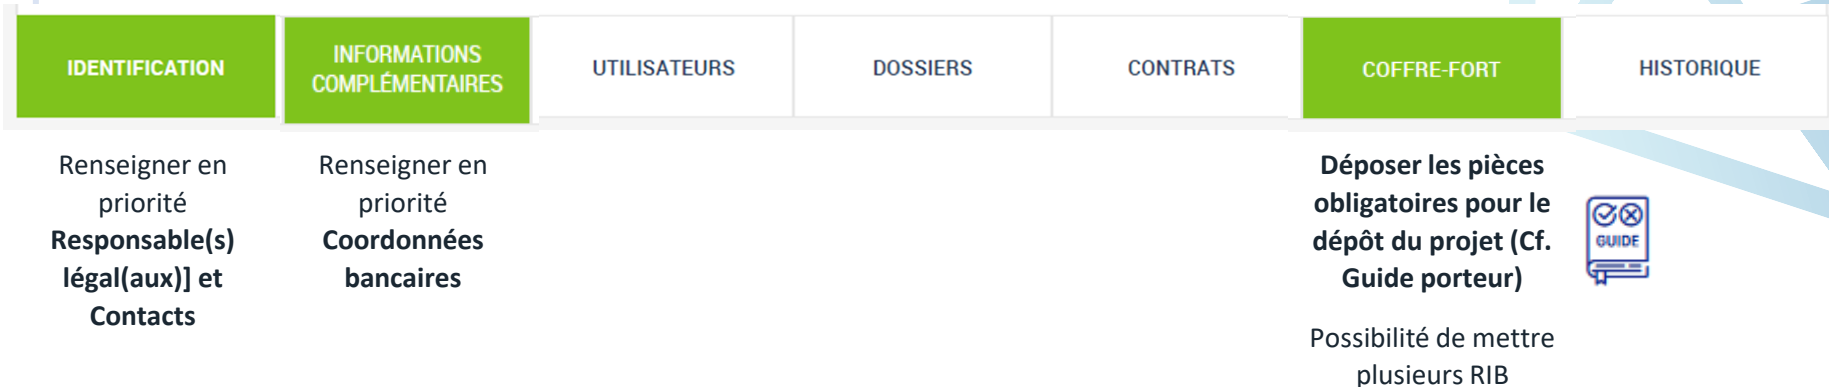 IDENTIFICATION
INFORMATIONS
COMPLÉMENTAIRES
UTILISATEURS
DOSSIERS
CONTRATS
COFFRE-FORT
HISTORIQUE
Renseigner en
priorité
Responsable(s)
légal(aux)] et
Contacts
Renseigner en
priorité
Coordonnées
bancaires
Déposer les pièces
obligatoires pour le
dépôt du projet (Cf.
Guide porteur)
GUIDE
Possibilité de mettre
plusieurs RIB